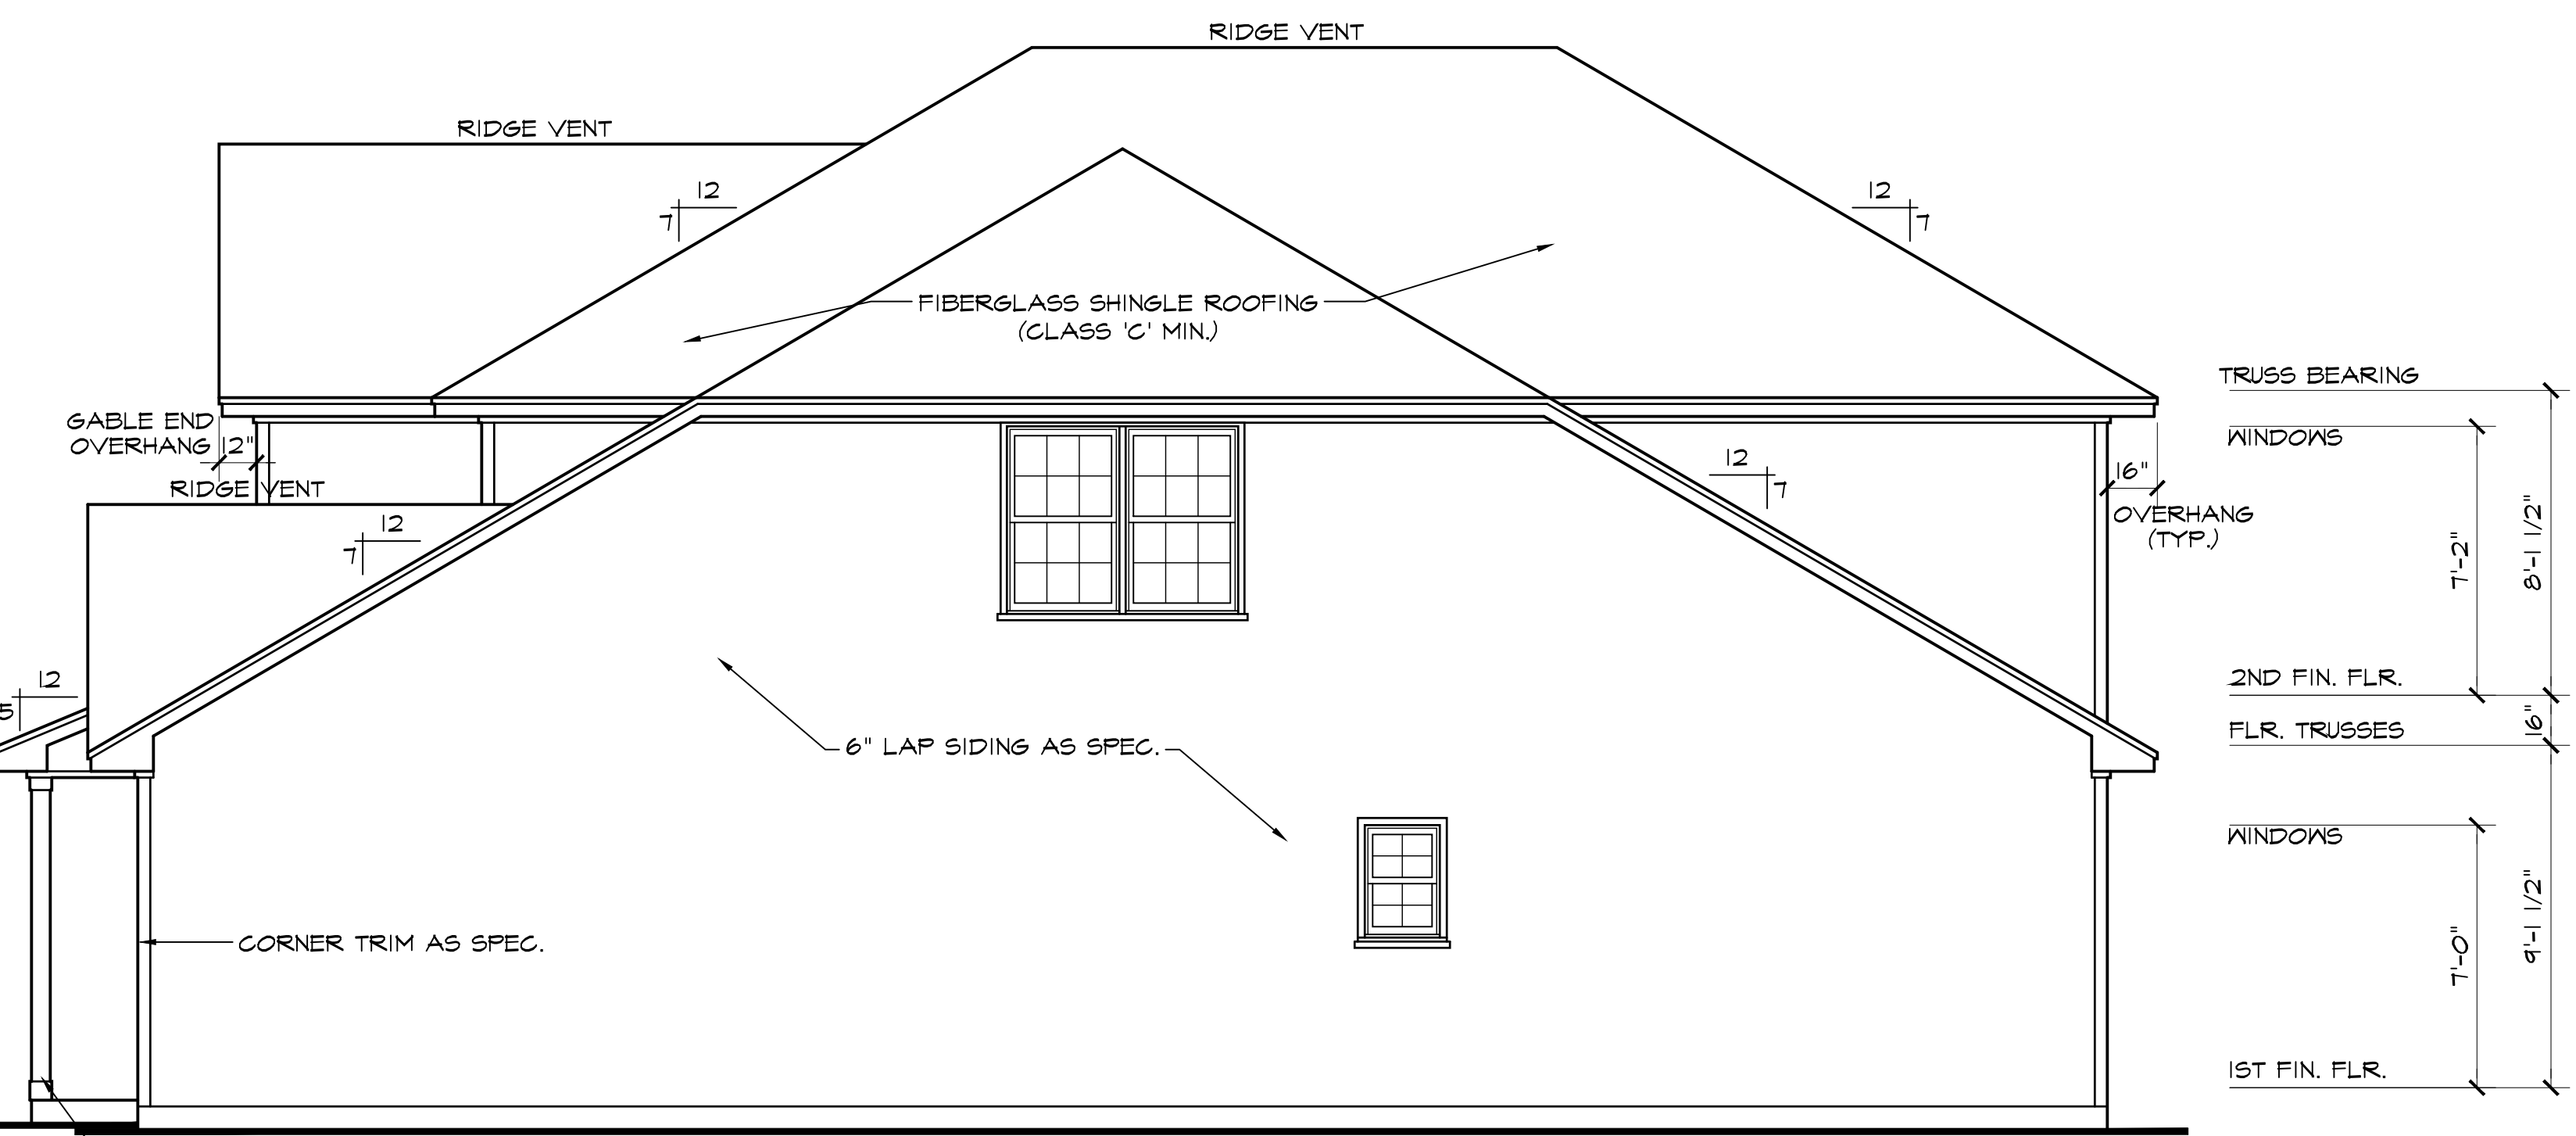 RIDGE VENT
RIDGE VENT
12
7
12
7
FIBERGLASS SHINGLE ROOFING
(CLASS 'C' MIN.)
TRUSS BEARING
GABLE END
OVERHANG 12"
WINDOWS
RIDGE VENT
12
7
16"
OVERHANG
(TYP.)
12
7
7'-2"
8'-1 1/2"
12
5
2ND FIN. FLR.
FLR. TRUSSES
16"
6" LAP SIDING AS SPEC.
WINDOWS
CORNER TRIM AS SPEC.
7'-0"
9'-1 1/2"
1ST FIN. FLR.